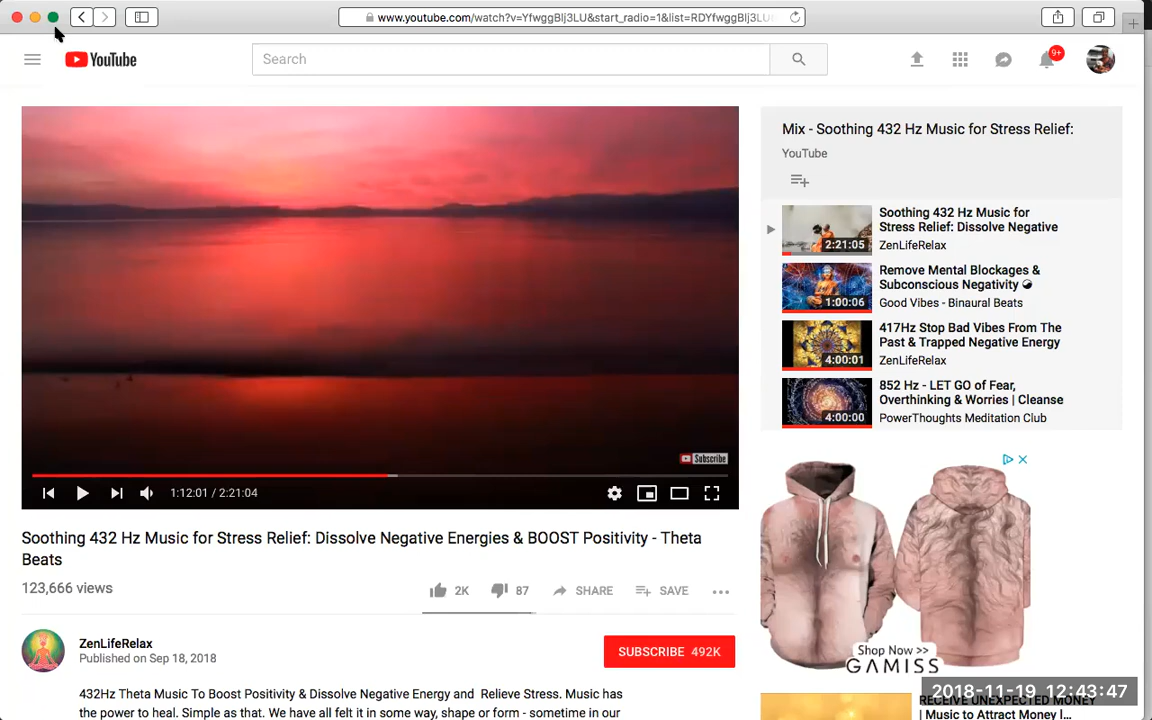 www.youtube.com/watch?v=YfwggBlj3LU&start_radio=1&list=RDYfwggBlj3LU
YouTube
Search
9+
Mix - Soothing 432 Hz Music for Stress Relief:
YouTube
Soothing 432 Hz Music for
Stress Relief: Dissolve Negative
ZenLifeRelax
2:21:05
Remove Mental Blockages &
Subconscious Negativity
Good Vibes - Binaural Beats
1:00:06
417Hz Stop Bad Vibes From The
Past & Trapped Negative Energy
ZenLifeRelax
4:00:01
852 Hz - LET GO of Fear,
Overthinking & Worries | Cleanse
PowerThoughts Meditation Club
4:00:00
Subscribe
1:12:01 / 2:21:04
Soothing 432 Hz Music for Stress Relief: Dissolve Negative Energies & BOOST Positivity - Theta
Beats
123,666 views
2K
87
SHARE
SAVE
ZenLifeRelax
Published on Sep 18, 2018
SUBSCRIBE 492K
432Hz Theta Music To Boost Positivity & Dissolve Negative Energy and Relieve Stress. Music has
the power to heal. Simple as that. We have all felt it in some way, shape or form - sometime in our
Shop Now >>
GAMISS
2018-11-19 12:43:47
RECEIVE UNEXPECTED MONEY
| Music to Attract Money |...